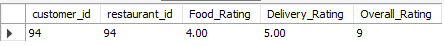 customer_id restaurant_id Food_Rating Delivery_Rating Overall_Rating
94 94 4.00 5.00 9